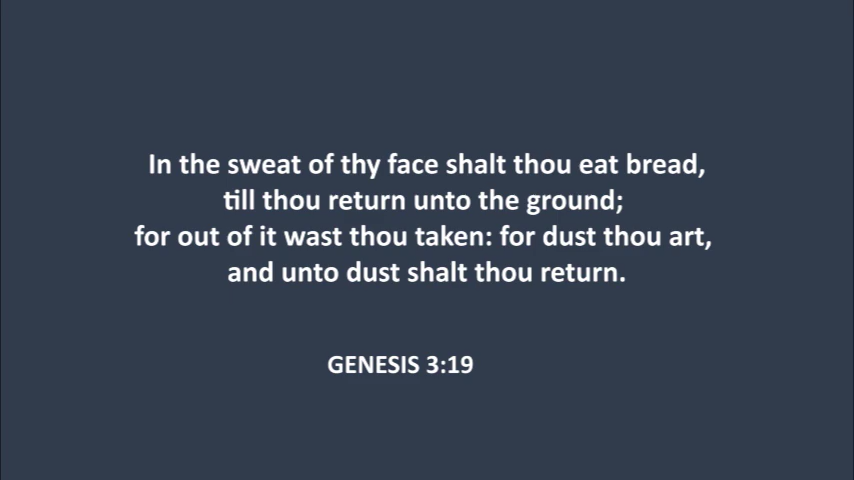 In the sweat of thy face shalt thou eat bread,
till thou return unto the ground;
for out of it wast thou taken: for dust thou art,
and unto dust shalt thou return.
GENESIS 3:19